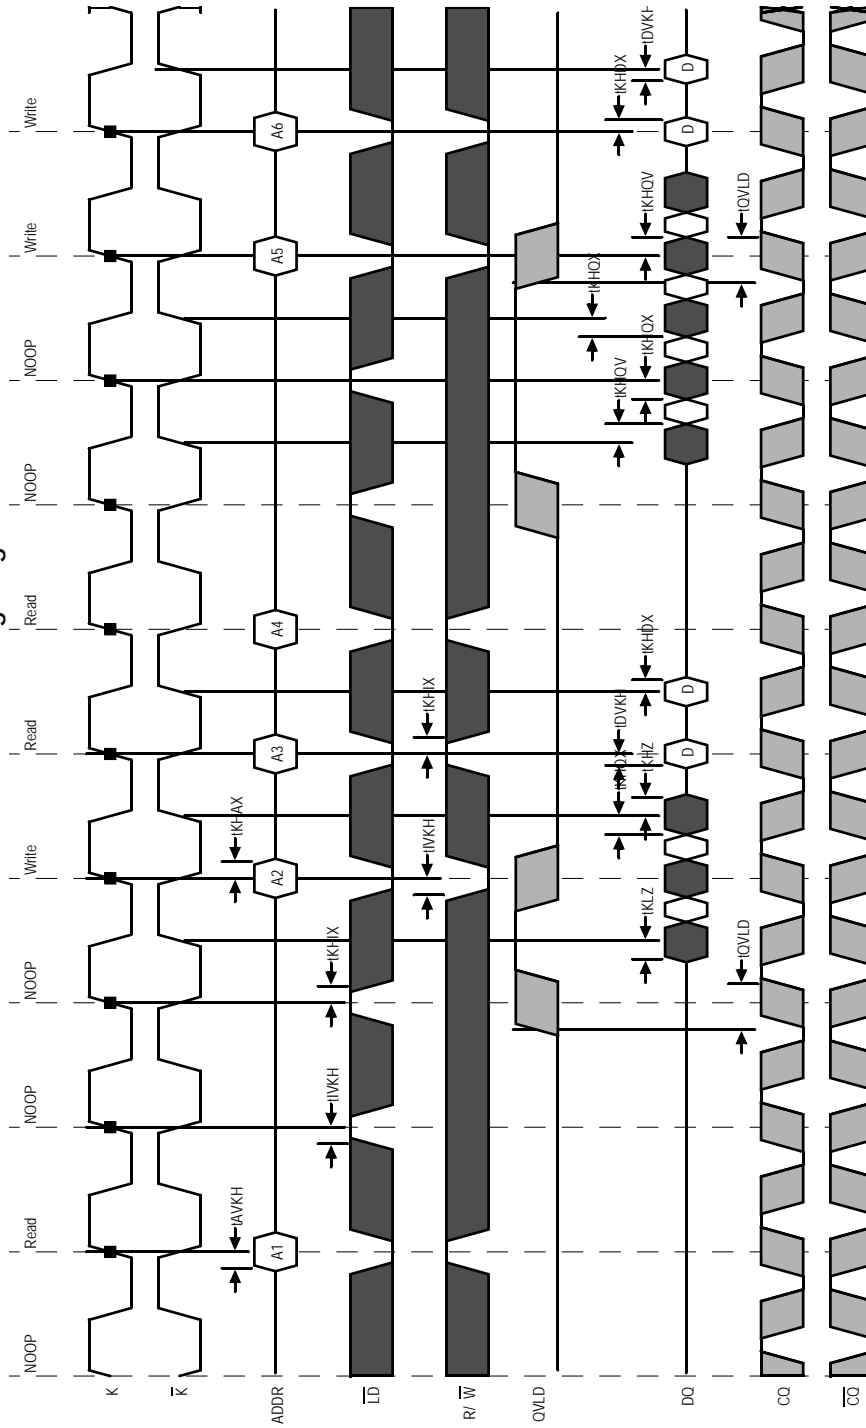 NOOP Read NOOP NOOP Write Read Read NOOP NOOP Write Write
K
K
tAVKH tKHAX
ADDR A1 A2 A3 A4 A5 A6
tIVKH tKHIX
LD
tIVKH tKHIX
R/ W
QVLD
tKHQX
tKHQX tDVKH tKHQV tKHDX
tKLZ tKHZ tKHDX tKHQX tKHQV tDVKH
DQ D D D D
tQVLD tQVLD
CQ
CQ